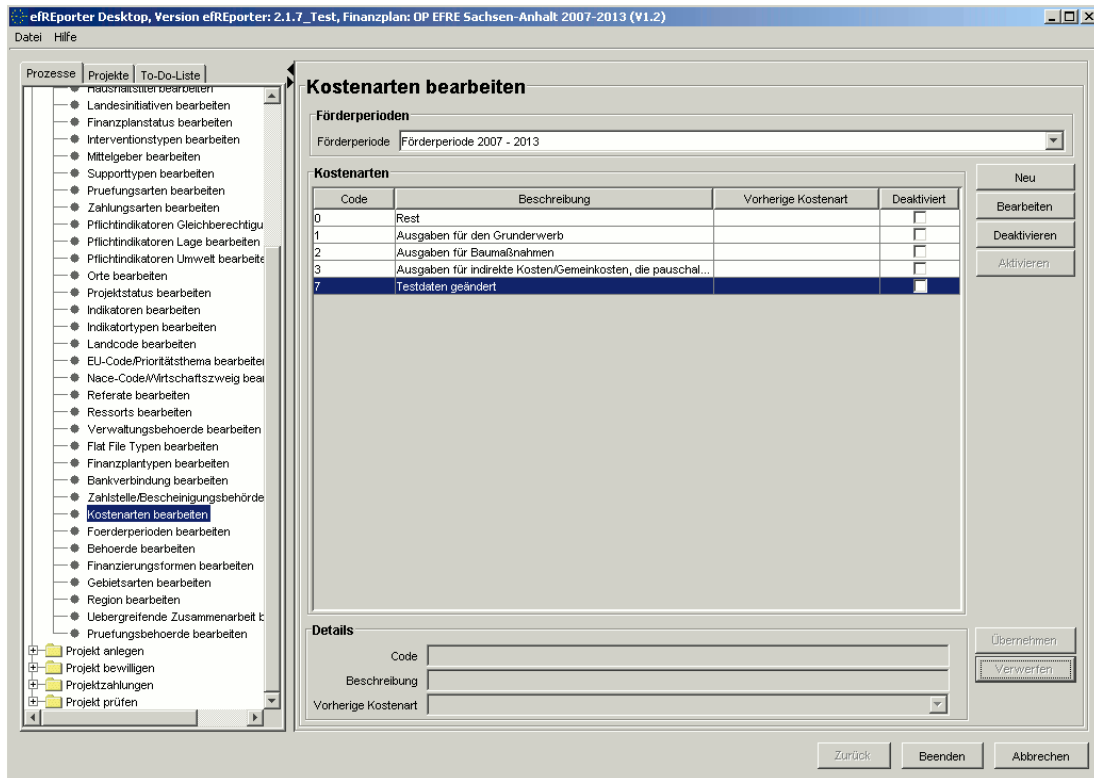 efREporter Desktop, Version efREporter: 2.1.7_Test, Finanzplan: OP EFRE Sachsen-Anhalt 2007-2013 (V1.2)
Datei Hilfe
Prozesse Projekte To-Do-Liste
Haushaltstitel bearbeiten
Landesinitiativen bearbeiten
Finanzplanstatus bearbeiten
Interventionstypen bearbeiten
Mittelgeber bearbeiten
Supporttypen bearbeiten
Pruefungsarten bearbeiten
Zahlungsarten bearbeiten
Pflichtindikatoren Gleichberechtigu
Pflichtindikatoren Lage bearbeiten
Pflichtindikatoren Umwelt bearbeite
Orte bearbeiten
Projektstatus bearbeiten
Indikatoren bearbeiten
Indikatortypen bearbeiten
Landcode bearbeiten
EU-Code/Prioritätsthema bearbeiten
Nace-Code/Wirtschaftszweig bear
Referate bearbeiten
Ressorts bearbeiten
Verwaltungsbehoerde bearbeiten
Flat File Typen bearbeiten
Finanzplantypen bearbeiten
Bankverbindung bearbeiten
Zahlstelle/Bescheinigungsbehörde
Kostenarten bearbeiten
Foerderperioden bearbeiten
Behoerde bearbeiten
Finanzierungsformen bearbeiten
Gebietsarten bearbeiten
Region bearbeiten
Uebergreifende Zusammenarbeit b
Pruefungsbehoerde bearbeiten
Projekt anlegen
Projekt bewilligen
Projektzahlungen
Projekt prüfen
Kostenarten bearbeiten
Förderperioden
Förderperiode Förderperiode 2007 - 2013
Kostenarten
Code Beschreibung Vorherige Kostenart Deaktiviert
0 Rest
1 Ausgaben für den Grunderwerb
2 Ausgaben für Baumaßnahmen
3 Ausgaben für indirekte Kosten/Gemeinkosten, die pauschal...
7 Testdaten geändert
Neu
Bearbeiten
Deaktivieren
Aktivieren
Details
Code
Beschreibung
Vorherige Kostenart
Übernehmen
Verwerfen
Zurück Beenden Abbrechen